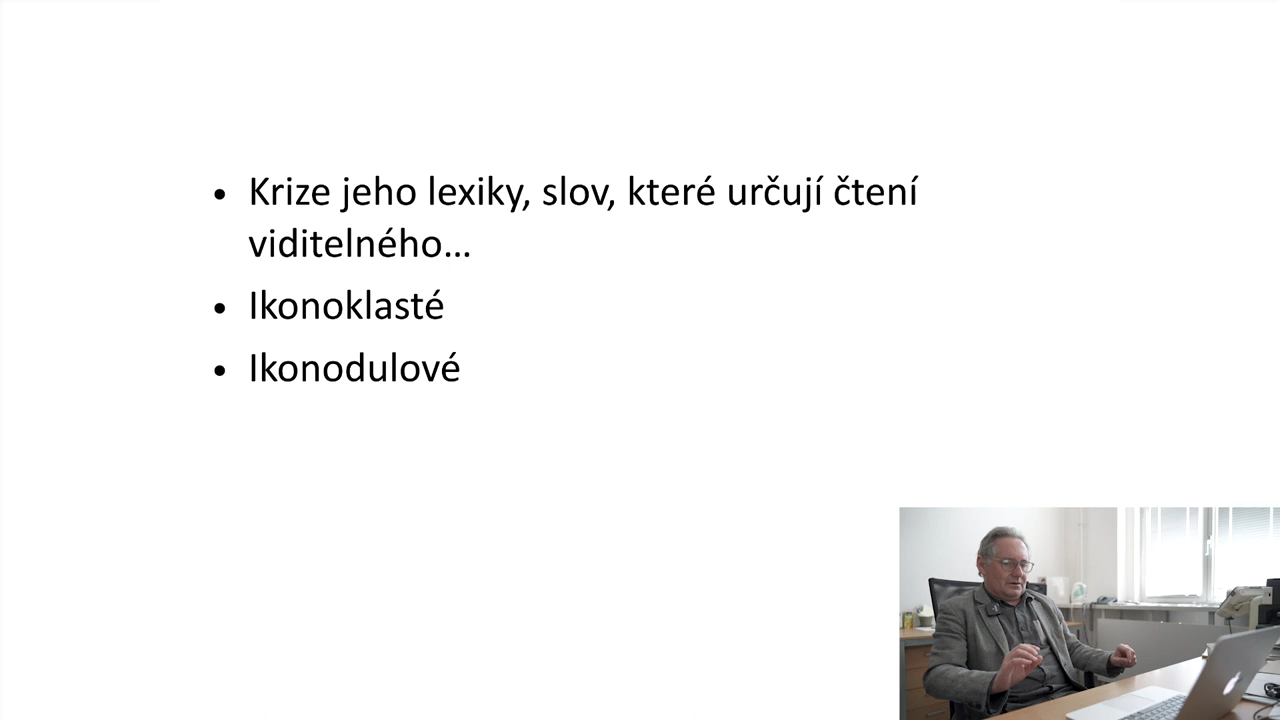 • Krize jeho lexiky, slov, které určují čtení
viditelného…
• Ikonoklasté
• Ikonodulové